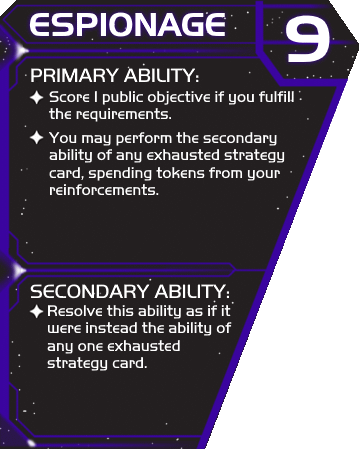 ESPIONAGE
9
PRIMARY ABILITY:
Score 1 public objective if you fulfill
the requirements.
You may perform the secondary
ability of any exhausted strategy
card, spending tokens from your
reinforcements.
SECONDARY ABILITY:
Resolve this ability as if it
were instead the ability of
any one exhausted
strategy card.